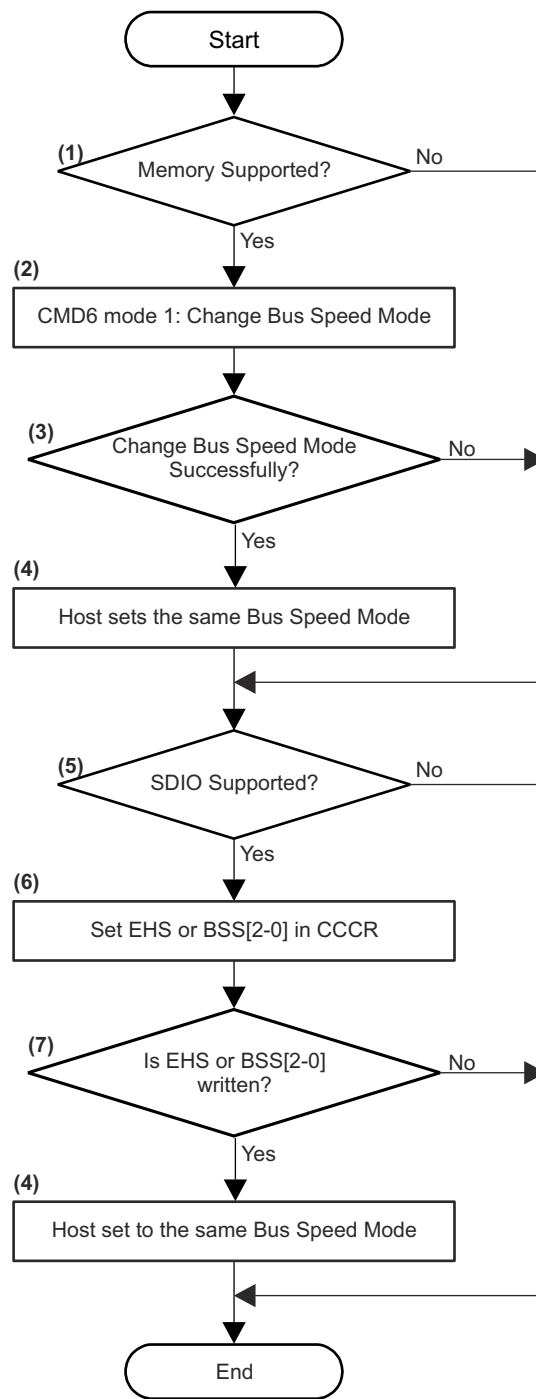 Start
(1)
Memory Supported?
No
Yes
(2)
CMD6 mode 1: Change Bus Speed Mode
(3)
Change Bus Speed Mode
Successfully?
No
Yes
(4)
Host sets the same Bus Speed Mode
(5)
SDIO Supported?
No
Yes
(6)
Set EHS or BSS[2-0] in CCCR
(7)
Is EHS or BSS[2-0]
written?
No
Yes
(4)
Host set to the same Bus Speed Mode
End